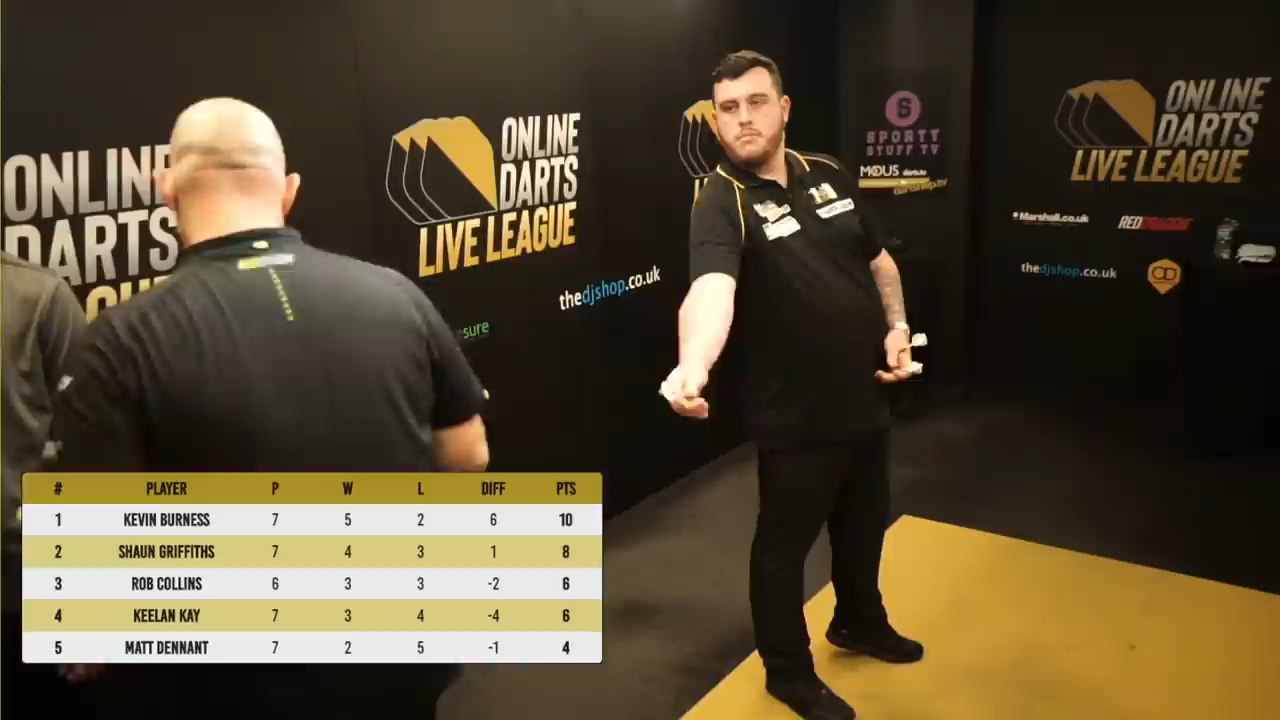 ONLINE
DARTS
ONLINE
DARTS
LIVE LEAGUE
thedjshop.co.uk
sure
SPORTY
STUFF TV
ONLINE
DARTS
LIVE LEAGUE
Marshall.co.uk
REDDRAGON
thedjshop.co.uk
# PLAYER P W L DIFF PTS
1 KEVIN BURNESS 7 5 2 6 10
2 SHAUN GRIFFITHS 7 4 3 1 8
3 ROB COLLINS 6 3 3 -2 6
4 KEELAN KAY 7 3 4 -4 6
5 MATT DENNANT 7 2 5 -1 4